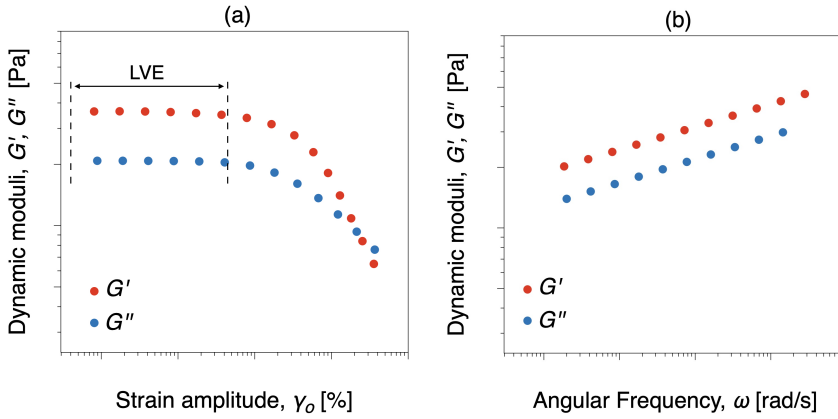 (a)
LVE
Dynamic moduli, G′, G″ [Pa]
G′
G″
Strain amplitude, γₒ [%]
(b)
Dynamic moduli, G′, G″ [Pa]
G′
G″
Angular Frequency, ω [rad/s]